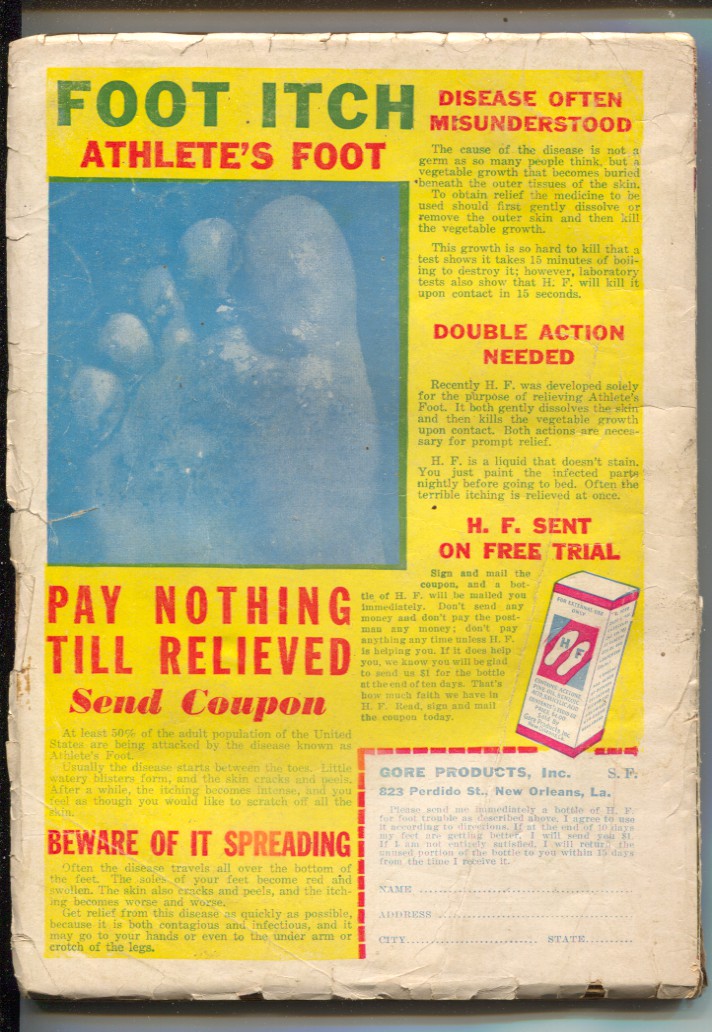 FOOT ITCH
ATHLETE'S FOOT
PAY NOTHING
TILL RELIEVED
Send Coupon
At least 50% of the adult population of the United
States are being attacked by the disease known as
Athlete's Foot.
Usually the disease starts between the toes. Little
watery blisters form, and the skin cracks and peels.
After a while, the itching becomes intense, and you
feel as though you would like to scratch off all the
skin.
BEWARE OF IT SPREADING
Often the disease travels all over the bottom of
the feet. The soles of your feet become red and
swollen. The skin also cracks and peels, and the itch-
ing becomes worse and worse.
Get relief from this disease as quickly as possible,
because it is both contagious and infectious, and it
may go to your hands or even to the under arm or
crotch of the legs.
DISEASE OFTEN
MISUNDERSTOOD
The cause of the disease is not a
germ as so many people think, but a
vegetable growth that becomes buried
beneath the outer tissues of the skin.
To obtain relief the medicine to be
used should first gently dissolve or
remove the outer skin and then kill
the vegetable growth.
This growth is so hard to kill that a
test shows it takes 15 minutes of boil-
ing to destroy it; however, laboratory
tests also show that H. F. will kill it
upon contact in 15 seconds.
DOUBLE ACTION
NEEDED
Recently H. F. was developed solely
for the purpose of relieving Athlete's
Foot. It both gently dissolves the skin
and then kills the vegetable growth
upon contact. Both actions are neces-
sary for prompt relief.
H. F. is a liquid that doesn't stain.
You just paint the infected parts
nightly before going to bed. Often the
terrible itching is relieved at once.
H. F. SENT
ON FREE TRIAL
Sign and mail the
coupon, and a bot-
tle of H. F. will be mailed you
immediately. Don't send any
money and don't pay the post-
man any money; don't pay
anything any time unless H. F.
is helping you. If it does help
you, we know you will be glad
to send us $1 for the bottle
at the end of ten days. That's
how much faith we have in
H. F. Read, sign and mail
the coupon today.
FOR EXTERNAL USE
ONLY
H F
PRICE $1.00
SOLD BY
Gore Products Inc
New Orleans, La.
GORE PRODUCTS, Inc. S. F.
823 Perdido St., New Orleans, La.
Please send me immediately a bottle of H. F.
for foot trouble as described above. I agree to use
it according to directions. If at the end of 10 days
my feet are getting better, I will send you $1.
If I am not entirely satisfied, I will return the
unused portion of the bottle to you within 15 days
from the time I receive it.
NAME
ADDRESS
CITY STATE